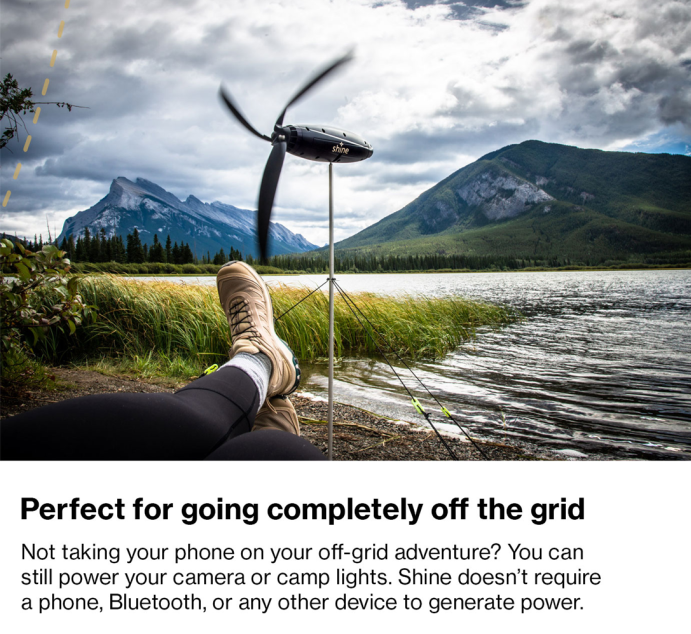 shine
Perfect for going completely off the grid
Not taking your phone on your off-grid adventure? You can
still power your camera or camp lights. Shine doesn’t require
a phone, Bluetooth, or any other device to generate power.